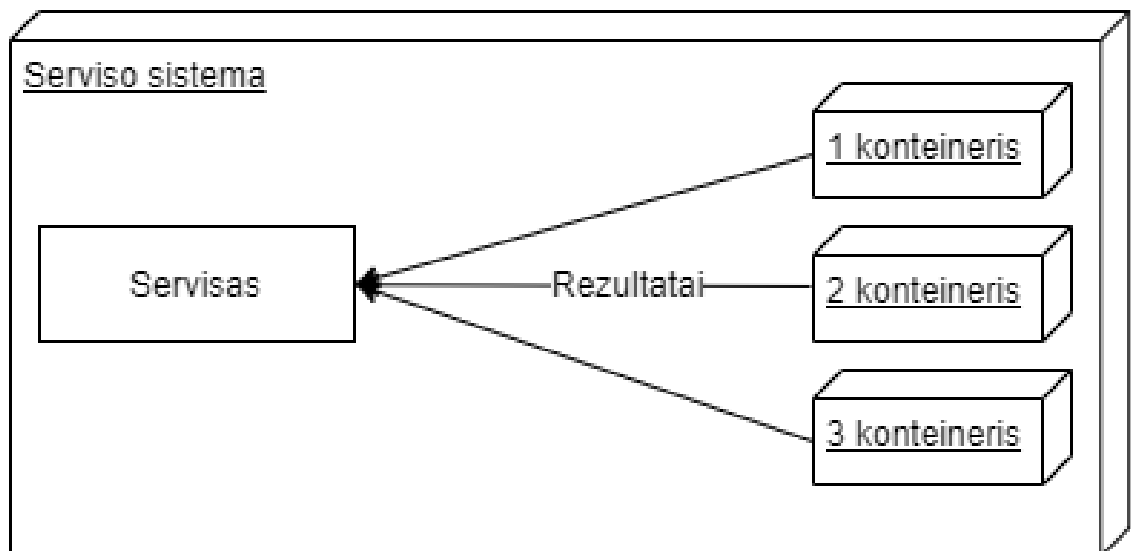 Serviso sistema
1 konteineris
Servisas
Rezultatai
2 konteineris
3 konteineris